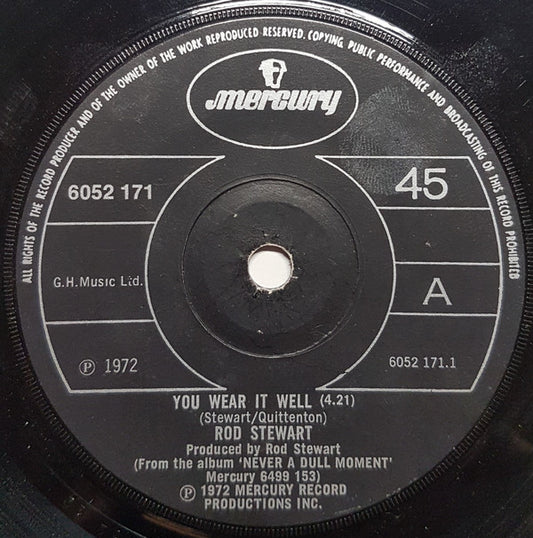 ALL RIGHTS OF THE RECORD PRODUCER AND OF THE OWNER OF THE WORK REPRODUCED RESERVED. COPYING, PUBLIC PERFORMANCE AND BROADCASTING OF THIS RECORD PROHIBITED
mercury
6052 171
45
G.H.Music Ltd.
A
℗ 1972
6052 171.1
YOU WEAR IT WELL (4.21)
(Stewart/Quittenton)
ROD STEWART
Produced by Rod Stewart
(From the album 'NEVER A DULL MOMENT'
Mercury 6499 153)
℗ 1972 MERCURY RECORD
PRODUCTIONS INC.